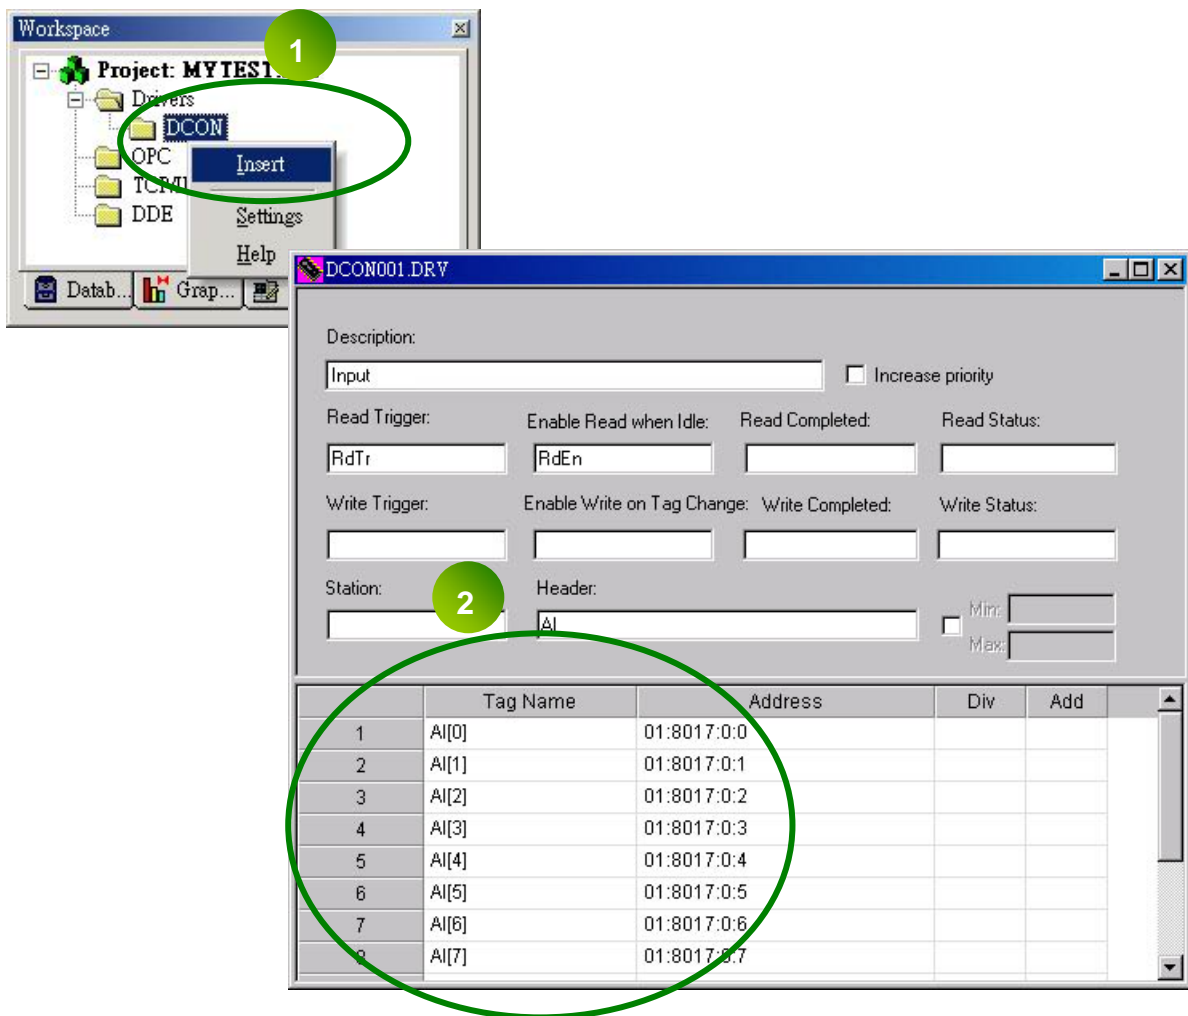 Workspace
1
Project: MYTEST
Drivers
DCON
OPC
Insert
DDE
Settings
Help
Datab...
Grap...
DCON001.DRV
Description:
Input
Increase priority
Read Trigger: Enable Read when Idle: Read Completed: Read Status:
RdTr RdEn
Write Trigger: Enable Write on Tag Change: Write Completed: Write Status:
Station: 2 Header:
AI
Min:
Max:
Tag Name Address Div Add
1 AI[0] 01:8017:0:0
2 AI[1] 01:8017:0:1
3 AI[2] 01:8017:0:2
4 AI[3] 01:8017:0:3
5 AI[4] 01:8017:0:4
6 AI[5] 01:8017:0:5
7 AI[6] 01:8017:0:6
8 AI[7] 01:8017:0:7